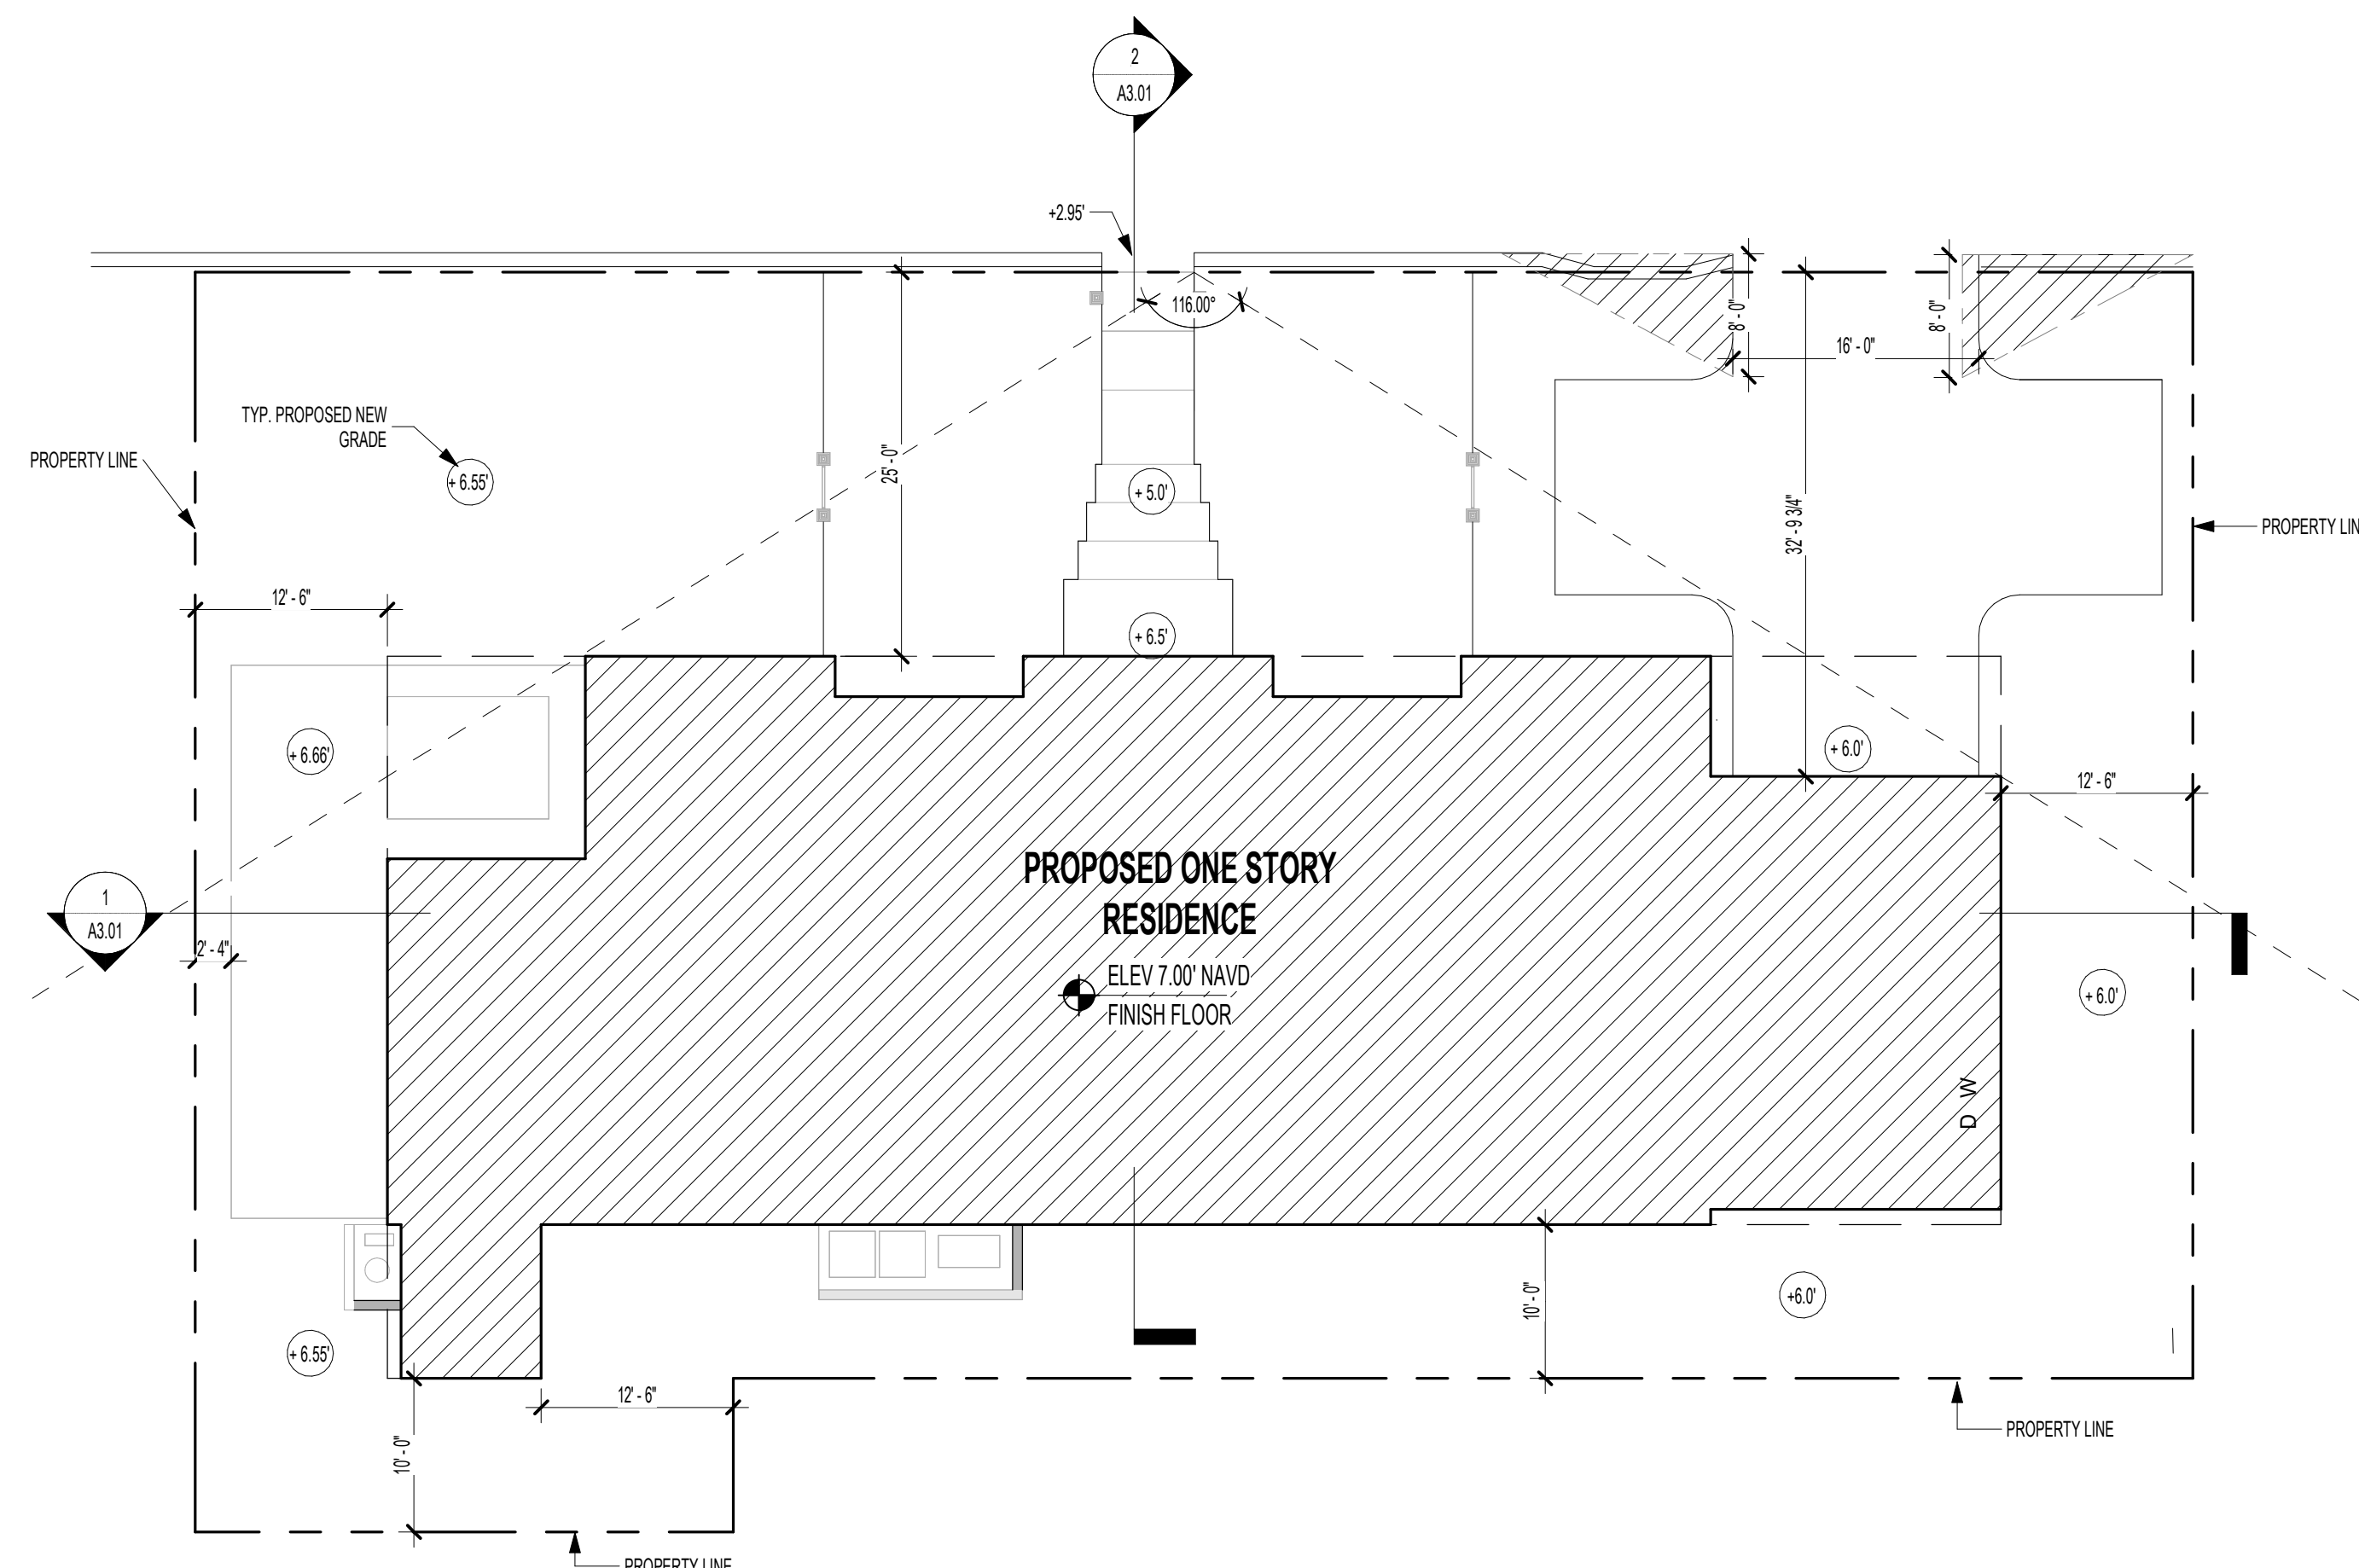 2
A3.01
+2.95'
116.00°
8' - 0"
8' - 0"
16' - 0"
TYP. PROPOSED NEW
GRADE
PROPERTY LINE
+ 6.55'
25' - 0"
+ 5.0'
32' - 9 3/4"
PROPERTY LIN
12' - 6"
+ 6.5'
+ 6.66'
+ 6.0'
12' - 6"
PROPOSED ONE STORY
RESIDENCE
1
A3.01
2' - 4"
ELEV 7.00' NAVD
FINISH FLOOR
+ 6.0'
D W
10' - 0"
+6.0'
+ 6.55'
12' - 6"
10' - 0"
PROPERTY LINE
PROPERTY LINE